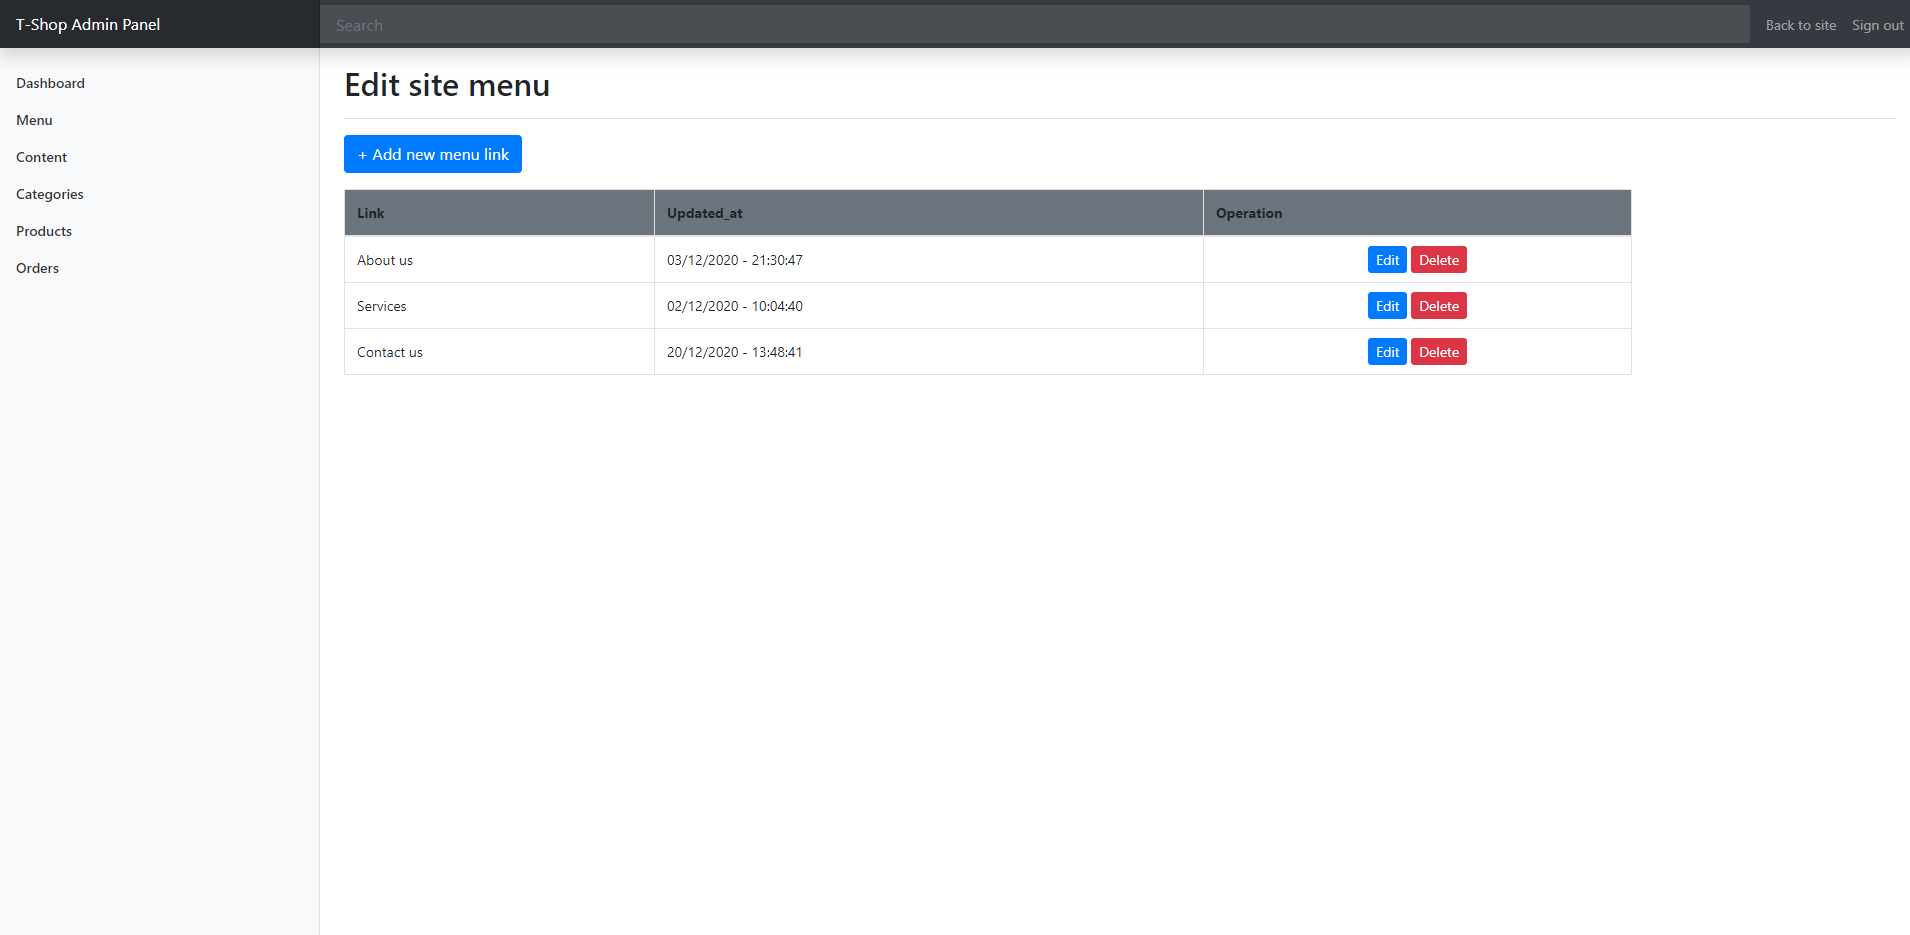 T-Shop Admin Panel Search Back to site Sign out
Dashboard
Menu
Content
Categories
Products
Orders
Edit site menu
+ Add new menu link
Link Updated_at Operation
About us 03/12/2020 - 21:30:47 Edit Delete
Services 02/12/2020 - 10:04:40 Edit Delete
Contact us 20/12/2020 - 13:48:41 Edit Delete